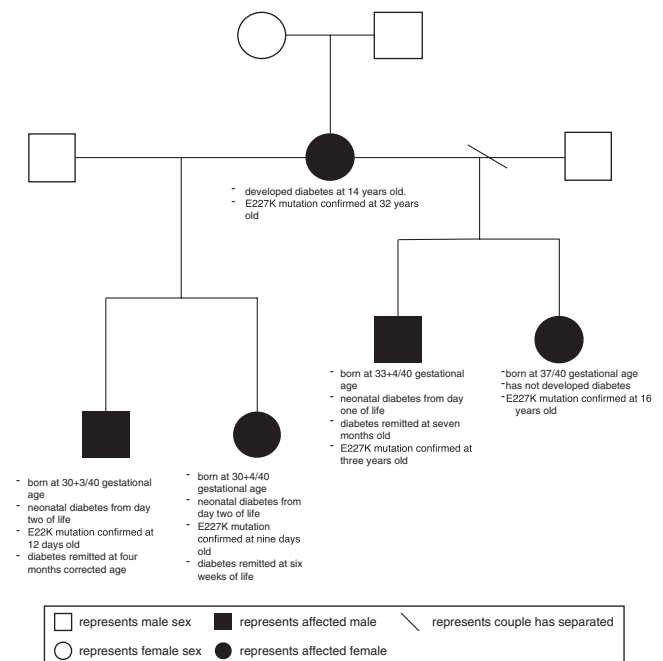 - developed diabetes at 14 years old.
- E227K mutation confirmed at 32 years
old
- born at 33+4/40 gestational
age
- neonatal diabetes from day
one of life
- diabetes remitted at seven
months old
- E227K mutation confirmed at
three years old
-born at 37/40 gestational age
-has not developed diabetes
-E227K mutation confirmed at 16
years old
- born at 30+3/40 gestational
age
- neonatal diabetes from day
two of life
- E22K mutation confirmed at
12 days old
- diabetes remitted at four
months corrected age
- born at 30+4/40
gestational age
- neonatal diabetes from
day two of life
- E227K mutation
confirmed at nine days
old
- diabetes remitted at six
weeks of life
represents male sex represents affected male represents couple has separated
represents female sex represents affected female